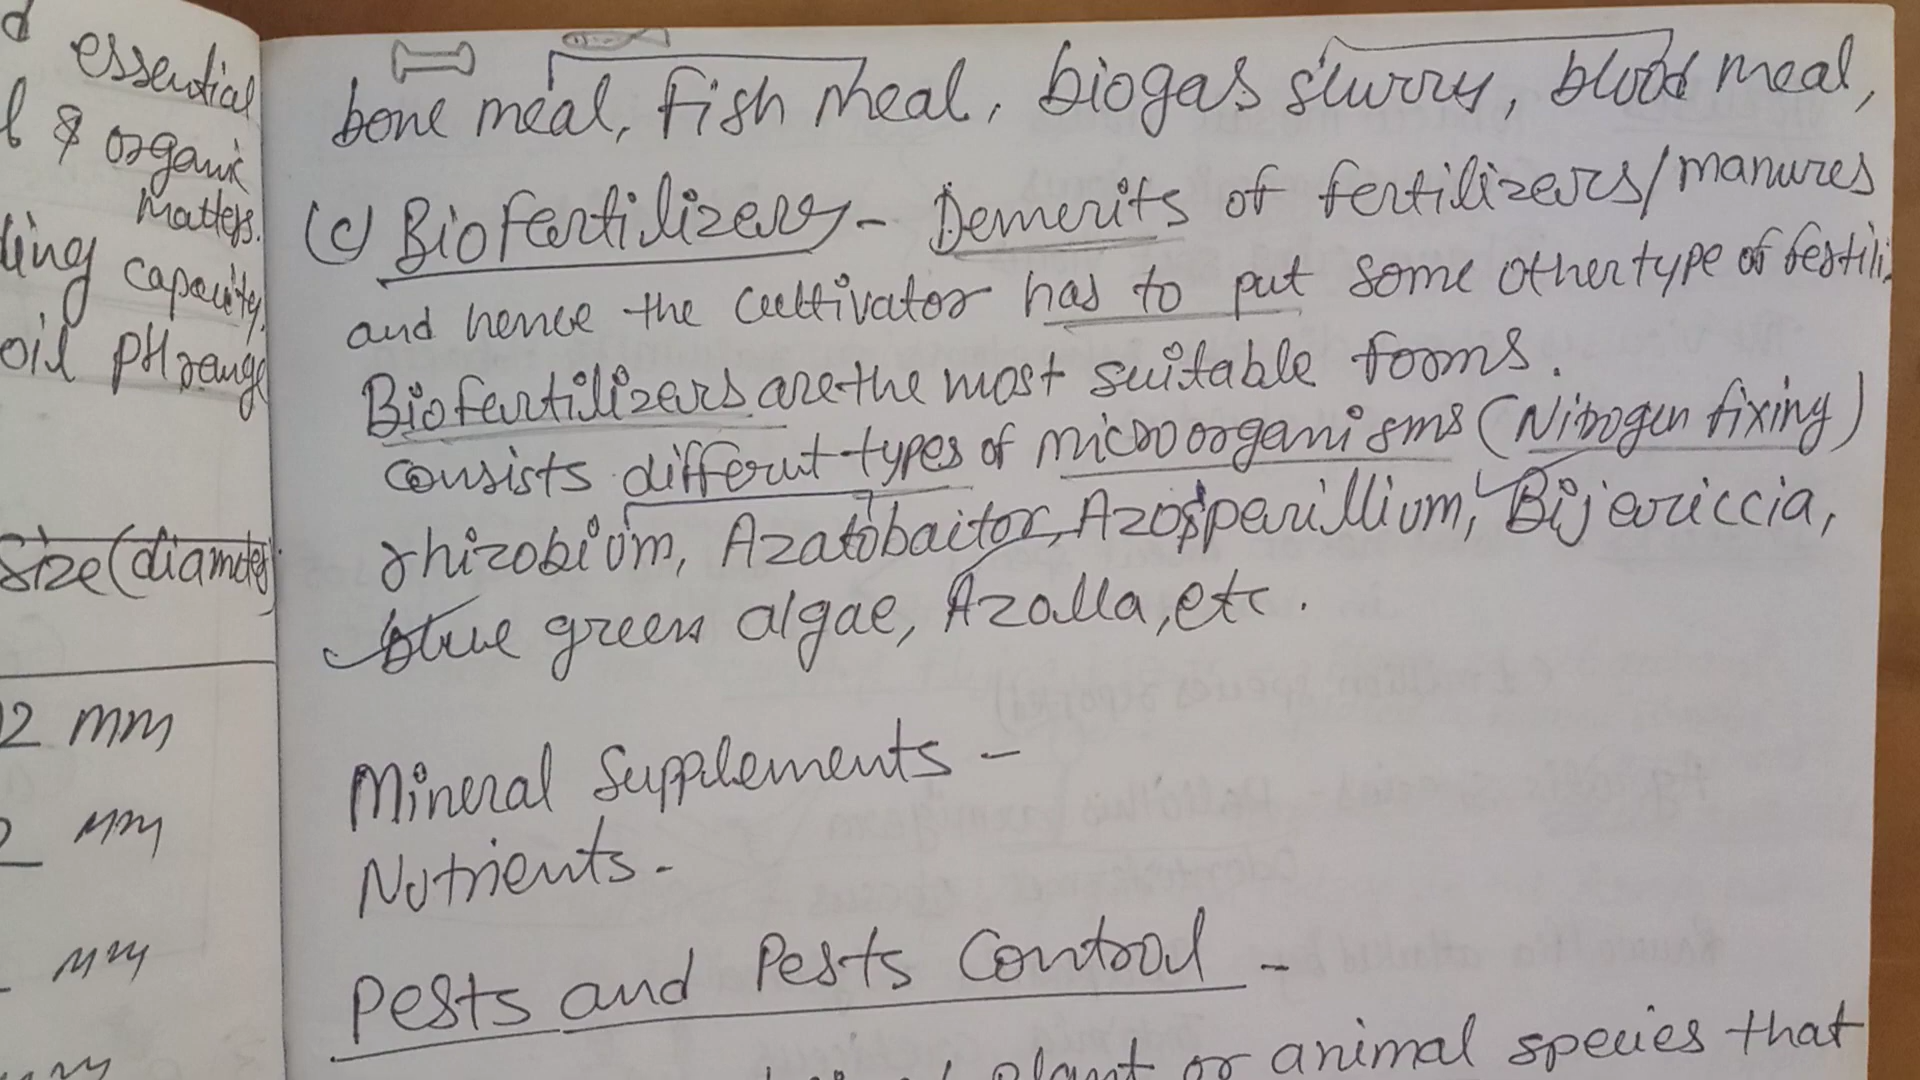 essential
& organic
matters.
capacity.
pH range
size (diameter)
mm
mm
mm
bone meal, fish meal, biogas slurry, blood meal,
(c) Biofertilizers - Demerits of fertilizers/manures
and hence the cultivator has to put some other type of fertili
Biofertilizers are the most suitable forms.
consists different types of microorganisms (Nitrogen fixing)
rhizobium, Azatobaitor, Azosperillium, Bijericcia,
blue green algae, Azolla, etc.
Mineral Supplements -
Nutrients -
Pests and Pests Control -
plant or animal species that